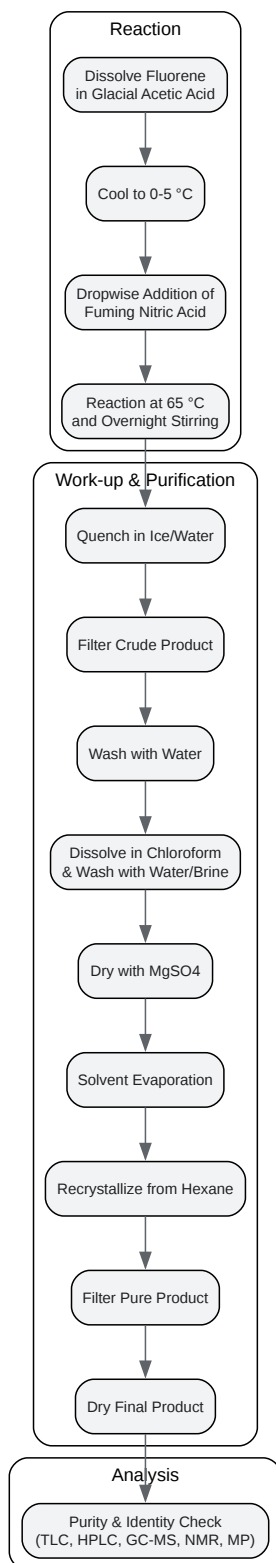 Reaction
Dissolve Fluorene
in Glacial Acetic Acid
Cool to 0-5 °C
Dropwise Addition of
Fuming Nitric Acid
Reaction at 65 °C
and Overnight Stirring
Work-up & Purification
Quench in Ice/Water
Filter Crude Product
Wash with Water
Dissolve in Chloroform
& Wash with Water/Brine
Dry with MgSO4
Solvent Evaporation
Recrystallize from Hexane
Filter Pure Product
Dry Final Product
Analysis
Purity & Identity Check
(TLC, HPLC, GC-MS, NMR, MP)